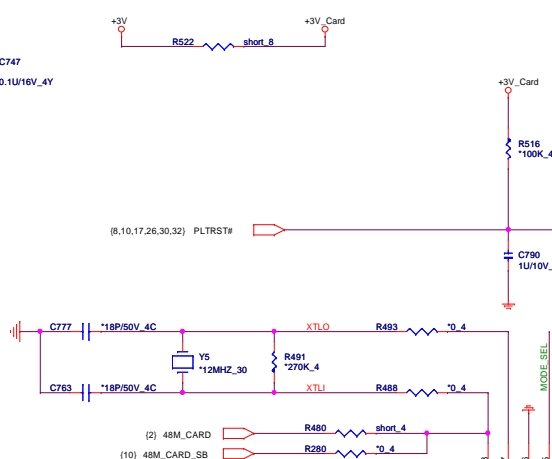 +3V
+3V_Card
R522
short_8
C747
0.1U/16V_4Y
+3V_Card
R516
*100K_4
{8,10,17,26,30,32} PLTRST#
C790
1U/10V_
C777
*18P/50V_4C
XTLO
R493
*0_4
Y5
*12MHZ_30
R491
*270K_4
MODE_SEL
C763
*18P/50V_4C
XTLI
R488
*0_4
{2} 48M_CARD
R480
short_4
{10} 48M_CARD_SB
R280
*0_4